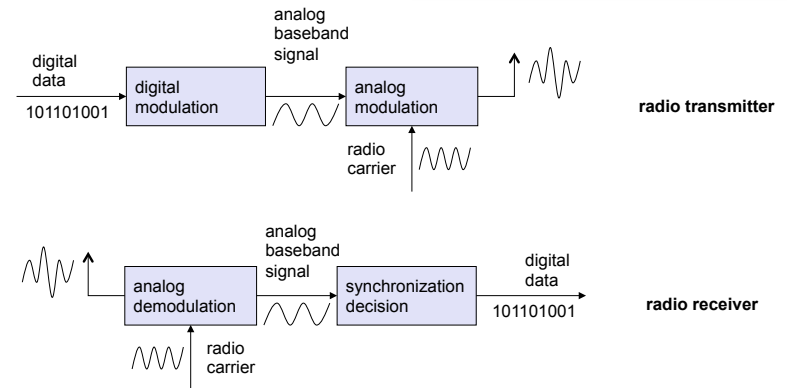 analog
baseband
signal
digital
data
101101001
digital
modulation
analog
modulation
radio
carrier
radio transmitter
analog
baseband
signal
analog
demodulation
synchronization
decision
digital
data
101101001
radio receiver
radio
carrier